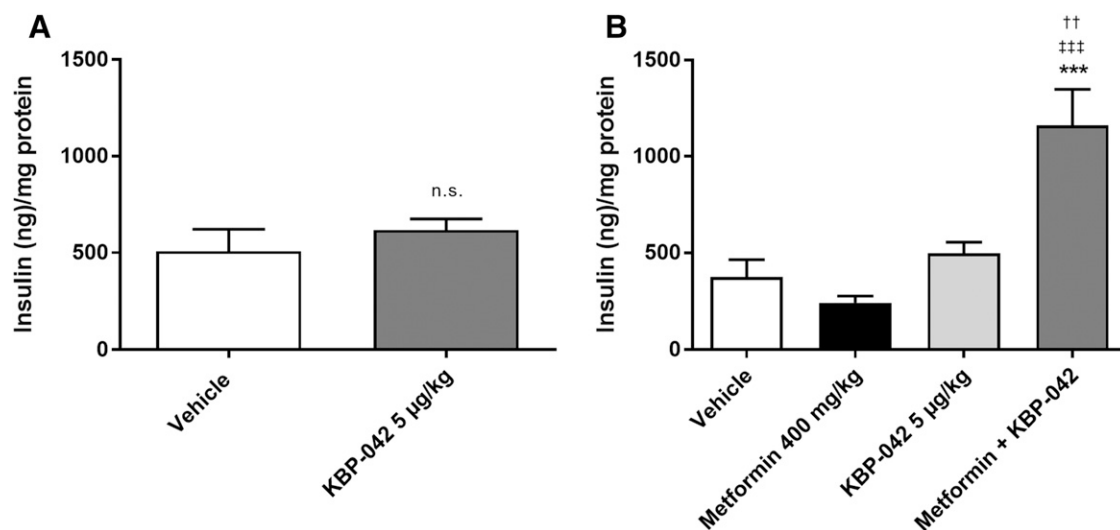 A
Insulin (ng)/mg protein
1500
1000
500
0
n.s.
Vehicle
KBP-042 5 µg/kg
B
Insulin (ng)/mg protein
1500
1000
500
0
††
‡‡‡
***
Vehicle
Metformin 400 mg/kg
KBP-042 5 µg/kg
Metformin + KBP-042